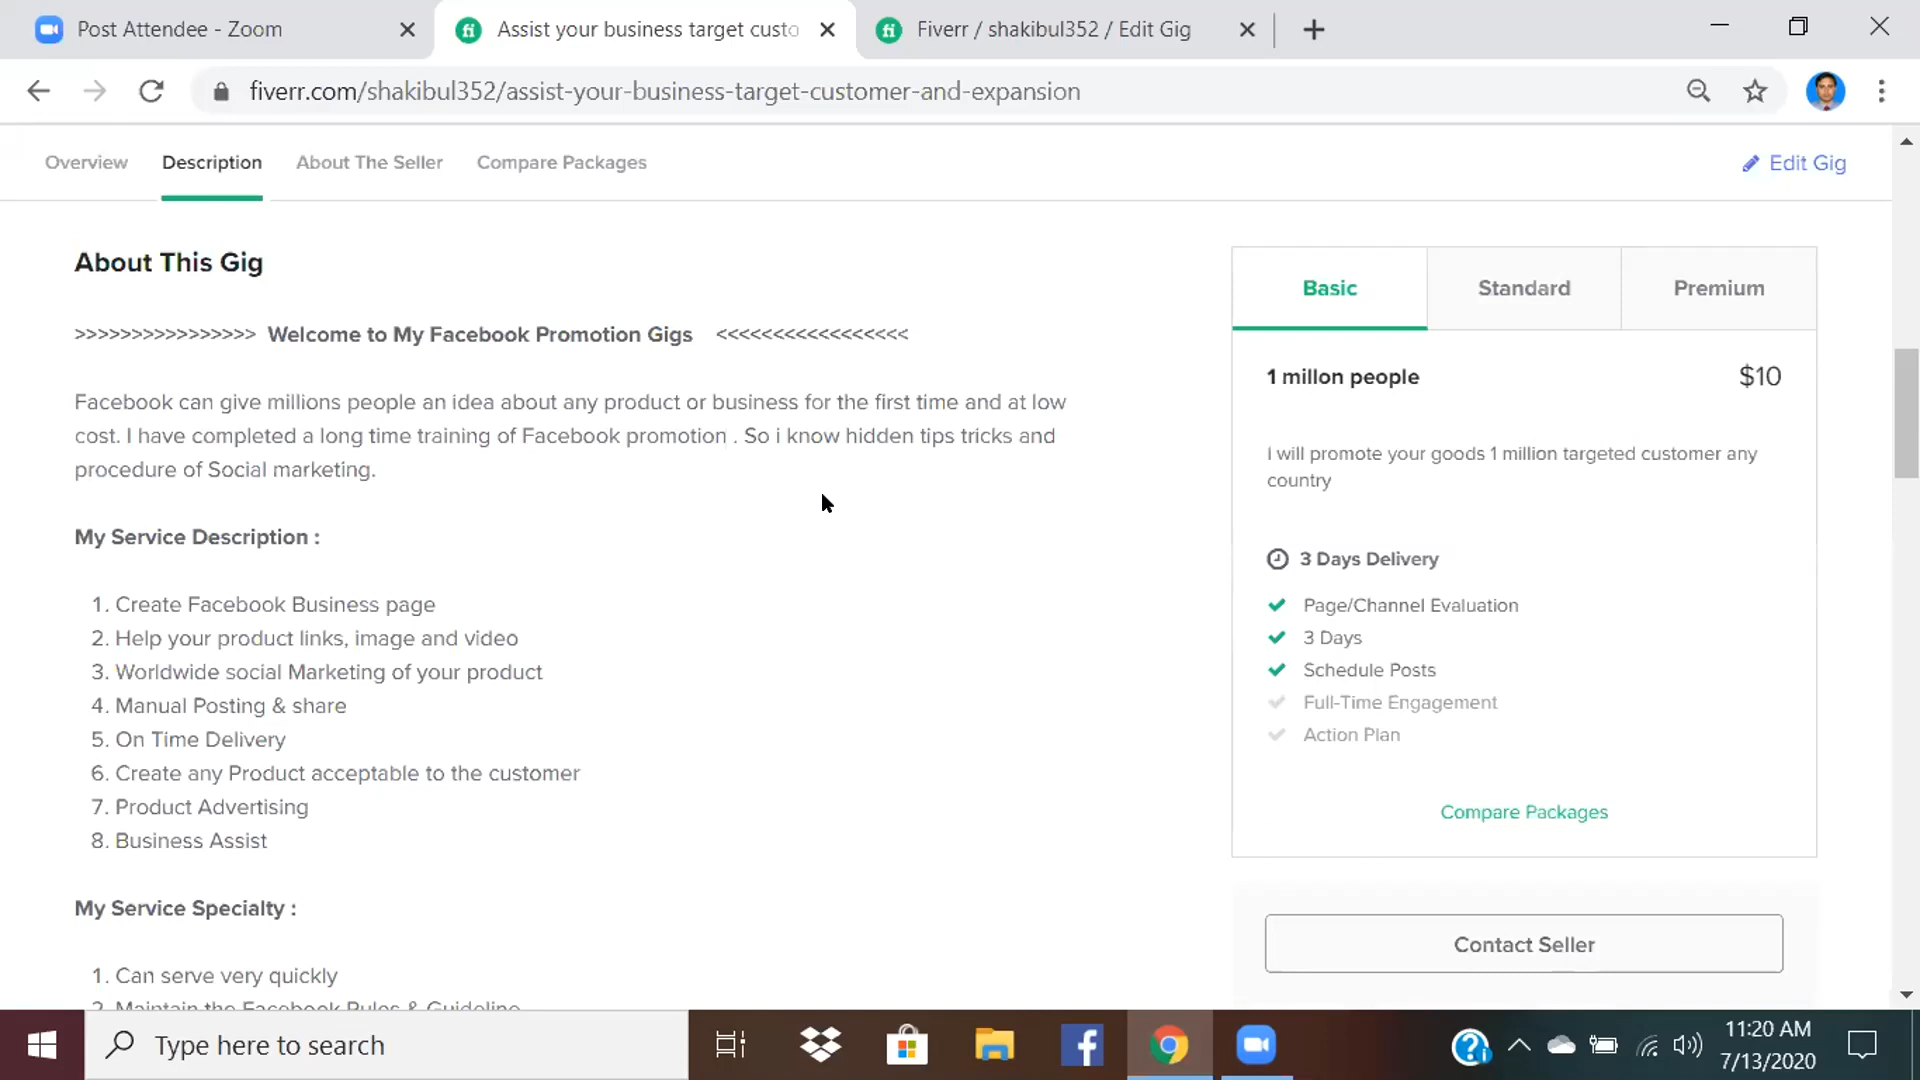 Post Attendee - Zoom
Assist your business target custo
Fiverr / shakibul352 / Edit Gig
fiverr.com/shakibul352/assist-your-business-target-customer-and-expansion
Overview
Description
About The Seller
Compare Packages
Edit Gig
About This Gig
>>>>>>>>>>>>>>>> Welcome to My Facebook Promotion Gigs <<<<<<<<<<<<<<<<<
Facebook can give millions people an idea about any product or business for the first time and at low
cost. I have completed a long time training of Facebook promotion . So i know hidden tips tricks and
procedure of Social marketing.
My Service Description :
1. Create Facebook Business page
2. Help your product links, image and video
3. Worldwide social Marketing of your product
4. Manual Posting & share
5. On Time Delivery
6. Create any Product acceptable to the customer
7. Product Advertising
8. Business Assist
My Service Specialty :
1. Can serve very quickly
2. Maintain the Facebook Rules & Guideline
Basic
Standard
Premium
1 millon people
$10
I will promote your goods 1 million targeted customer any
country
3 Days Delivery
Page/Channel Evaluation
3 Days
Schedule Posts
Full-Time Engagement
Action Plan
Compare Packages
Contact Seller
Type here to search
11:20 AM
7/13/2020